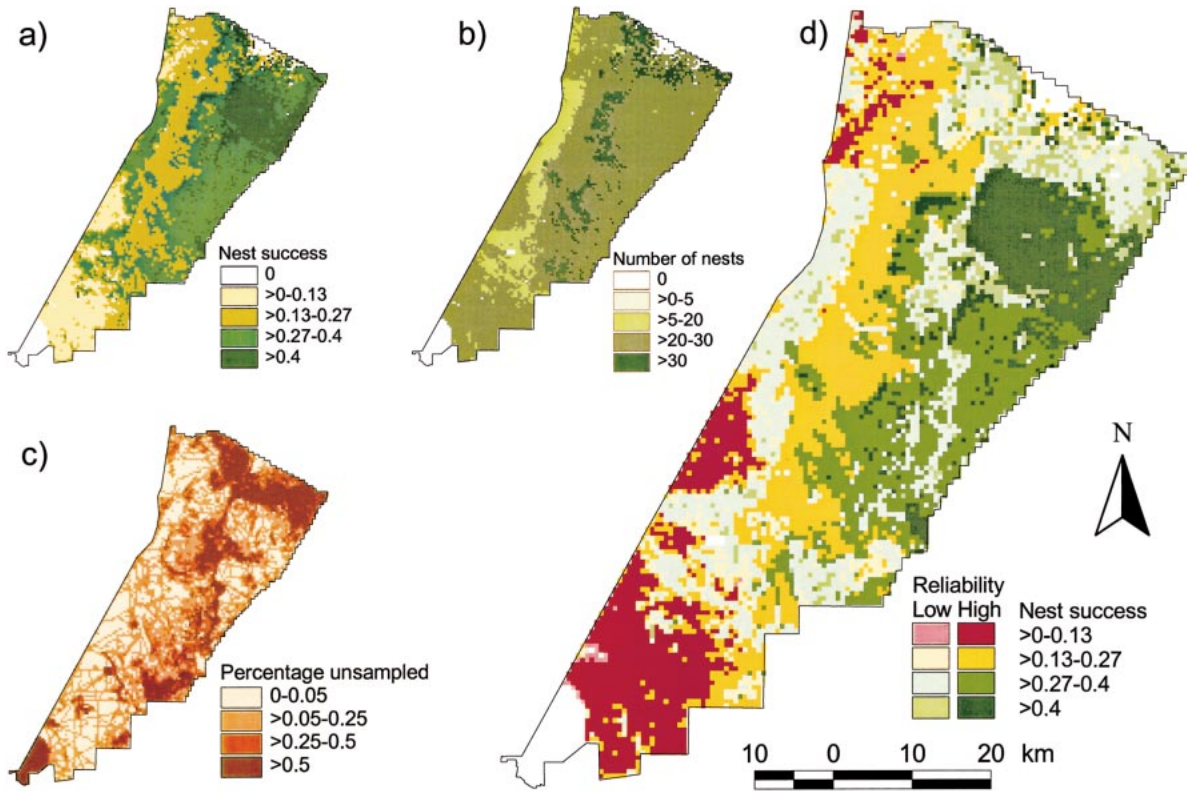 a)
Nest success
0
>0-0.13
>0.13-0.27
>0.27-0.4
>0.4
b)
Number of nests
0
>0-5
>5-20
>20-30
>30
c)
Percentage unsampled
0-0.05
>0.05-0.25
>0.25-0.5
>0.5
d)
N
Reliability
Low High Nest success
>0-0.13
>0.13-0.27
>0.27-0.4
>0.4
10 0 10 20 km